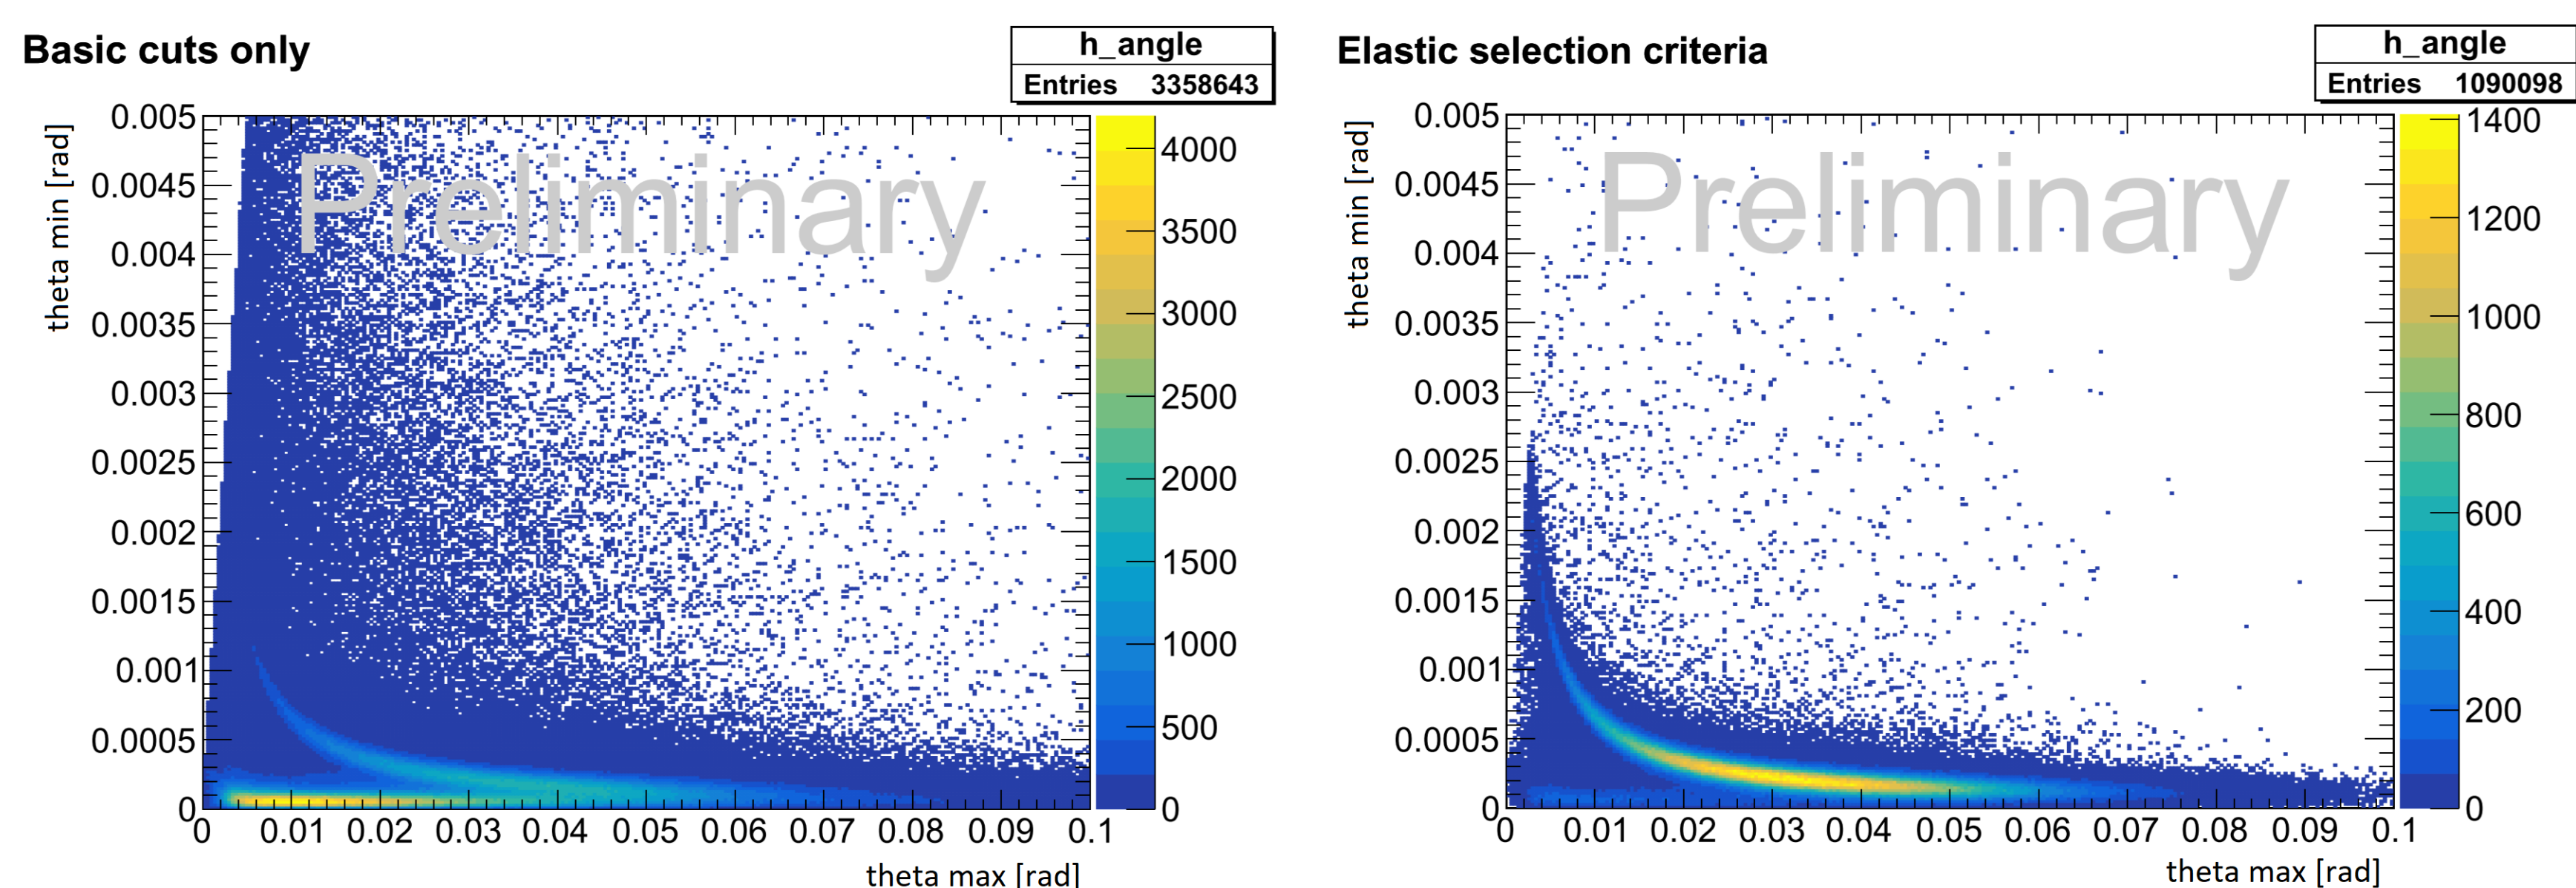 Basic cuts only
h_angle
Entries 3358643
theta min [rad]
0.005
0.0045
0.004
0.0035
0.003
0.0025
0.002
0.0015
0.001
0.0005
0
Preliminary
4000
3500
3000
2500
2000
1500
1000
500
0
0 0.01 0.02 0.03 0.04 0.05 0.06 0.07 0.08 0.09 0.1
theta max [rad]
Elastic selection criteria
h_angle
Entries 1090098
theta min [rad]
0.005
0.0045
0.004
0.0035
0.003
0.0025
0.002
0.0015
0.001
0.0005
0
Preliminary
1400
1200
1000
800
600
400
200
0
0 0.01 0.02 0.03 0.04 0.05 0.06 0.07 0.08 0.09 0.1
theta max [rad]